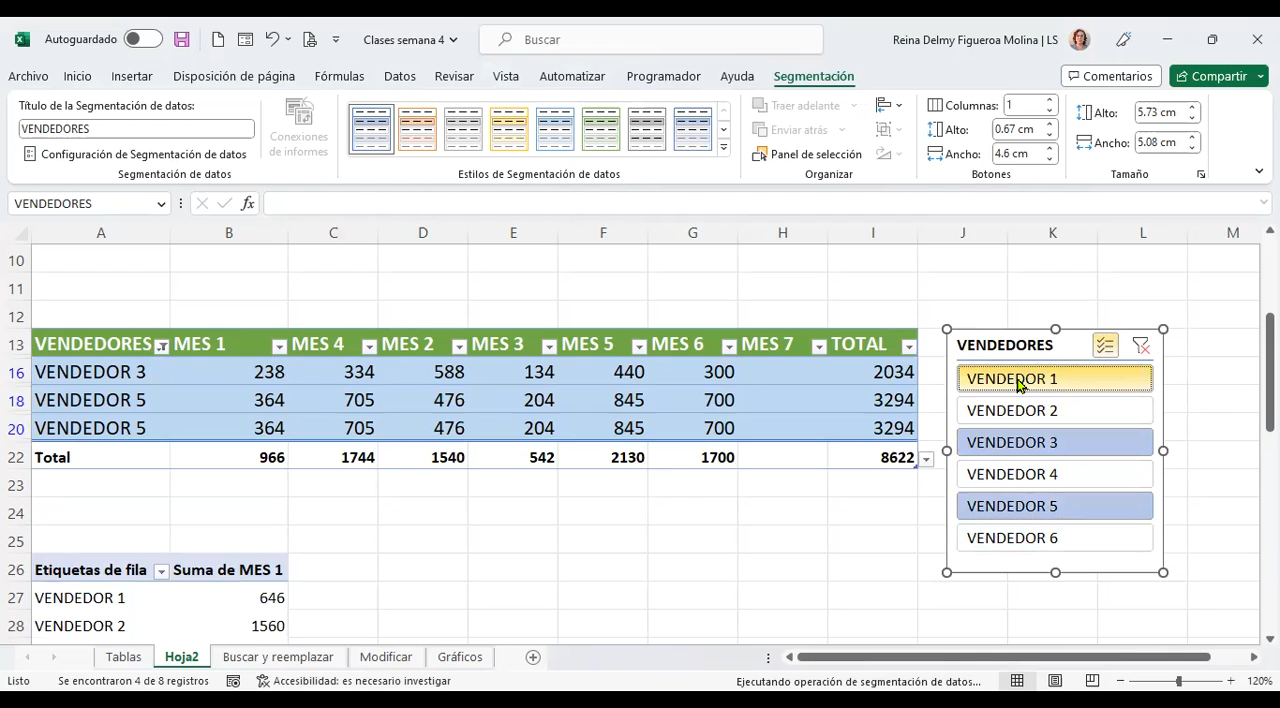 Autoguardado
Clases semana 4
Buscar
Reina Delmy Figueroa Molina | LS
Archivo Inicio Insertar Disposición de página Fórmulas Datos Revisar Vista Automatizar Programador Ayuda Segmentación Comentarios Compartir
Título de la Segmentación de datos:
VENDEDORES
Configuración de Segmentación de datos
Segmentación de datos
Conexiones
de informes
Estilos de Segmentación de datos
Traer adelante
Enviar atrás
Panel de selección
Organizar
Columnas: 1
Alto: 0.67 cm
Ancho: 4.6 cm
Botones
Alto: 5.73 cm
Ancho: 5.08 cm
Tamaño
VENDEDORES fx
A B C D E F G H I J K L M
10
11
12
13 VENDEDORES MES 1 MES 4 MES 2 MES 3 MES 5 MES 6 MES 7 TOTAL
16 VENDEDOR 3 238 334 588 134 440 300 2034
18 VENDEDOR 5 364 705 476 204 845 700 3294
20 VENDEDOR 5 364 705 476 204 845 700 3294
22 Total 966 1744 1540 542 2130 1700 8622
23
24
25
26 Etiquetas de fila Suma de MES 1
27 VENDEDOR 1 646
28 VENDEDOR 2 1560
VENDEDORES
VENDEDOR 1
VENDEDOR 2
VENDEDOR 3
VENDEDOR 4
VENDEDOR 5
VENDEDOR 6
Tablas Hoja2 Buscar y reemplazar Modificar Gráficos
Listo Se encontraron 4 de 8 registros Accesibilidad: es necesario investigar Ejecutando operación de segmentación de datos... 120%